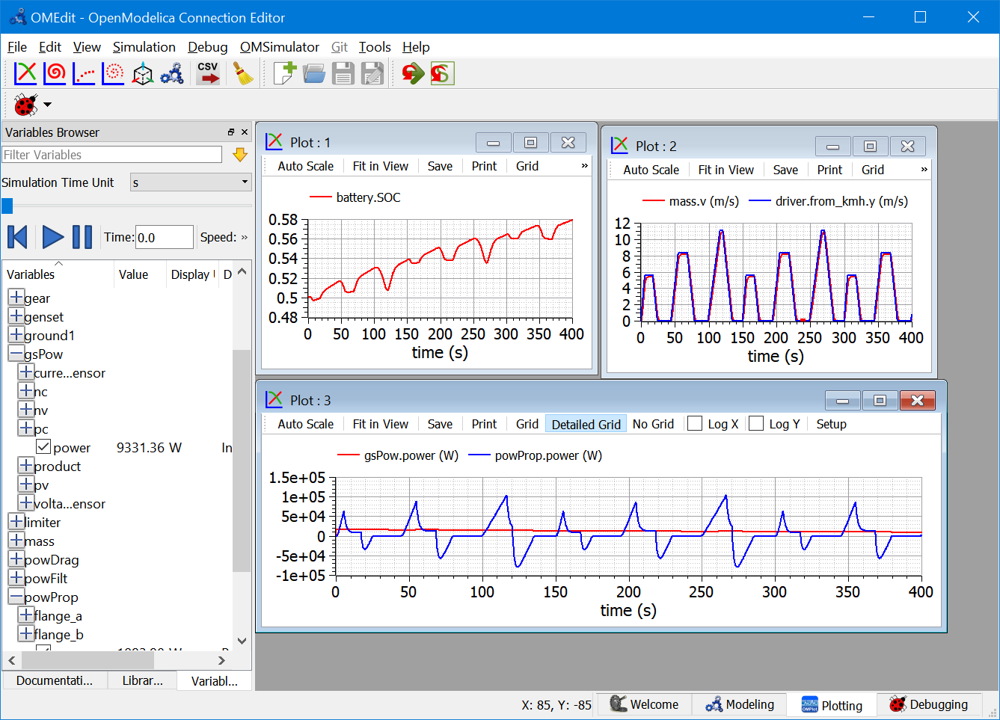 OMEdit - OpenModelica Connection Editor
File Edit View Simulation Debug OMSimulator Git Tools Help
CSV
S
Variables Browser
Filter Variables
Simulation Time Unit s
Time: 0.0 Speed: »
Variables Value Display D
gear
genset
ground1
gsPow
curre...ensor
nc
nv
pc
power 9331.36 W In
product
pv
volta...ensor
limiter
mass
powDrag
powFilt
powProp
flange_a
flange_b
Documentati... Librar... Variabl...
Plot : 1
Auto Scale Fit in View Save Print Grid »
battery.SOC
0.58
0.56
0.54
0.52
0.5
0.48
0 50 100 150 200 250 300 350 400
time (s)
Plot : 2
Auto Scale Fit in View Save Print Grid »
mass.v (m/s) driver.from_kmh.y (m/s)
12
10
8
6
4
2
0
0 50 100 150 200 250 300 350 400
time (s)
Plot : 3
Auto Scale Fit in View Save Print Grid Detailed Grid No Grid Log X Log Y Setup
gsPow.power (W) powProp.power (W)
1.5e+05
1e+05
5e+04
0
-5e+04
-1e+05
0 50 100 150 200 250 300 350 400
time (s)
X: 85, Y: -85 Welcome Modeling OMPlot Plotting Debugging